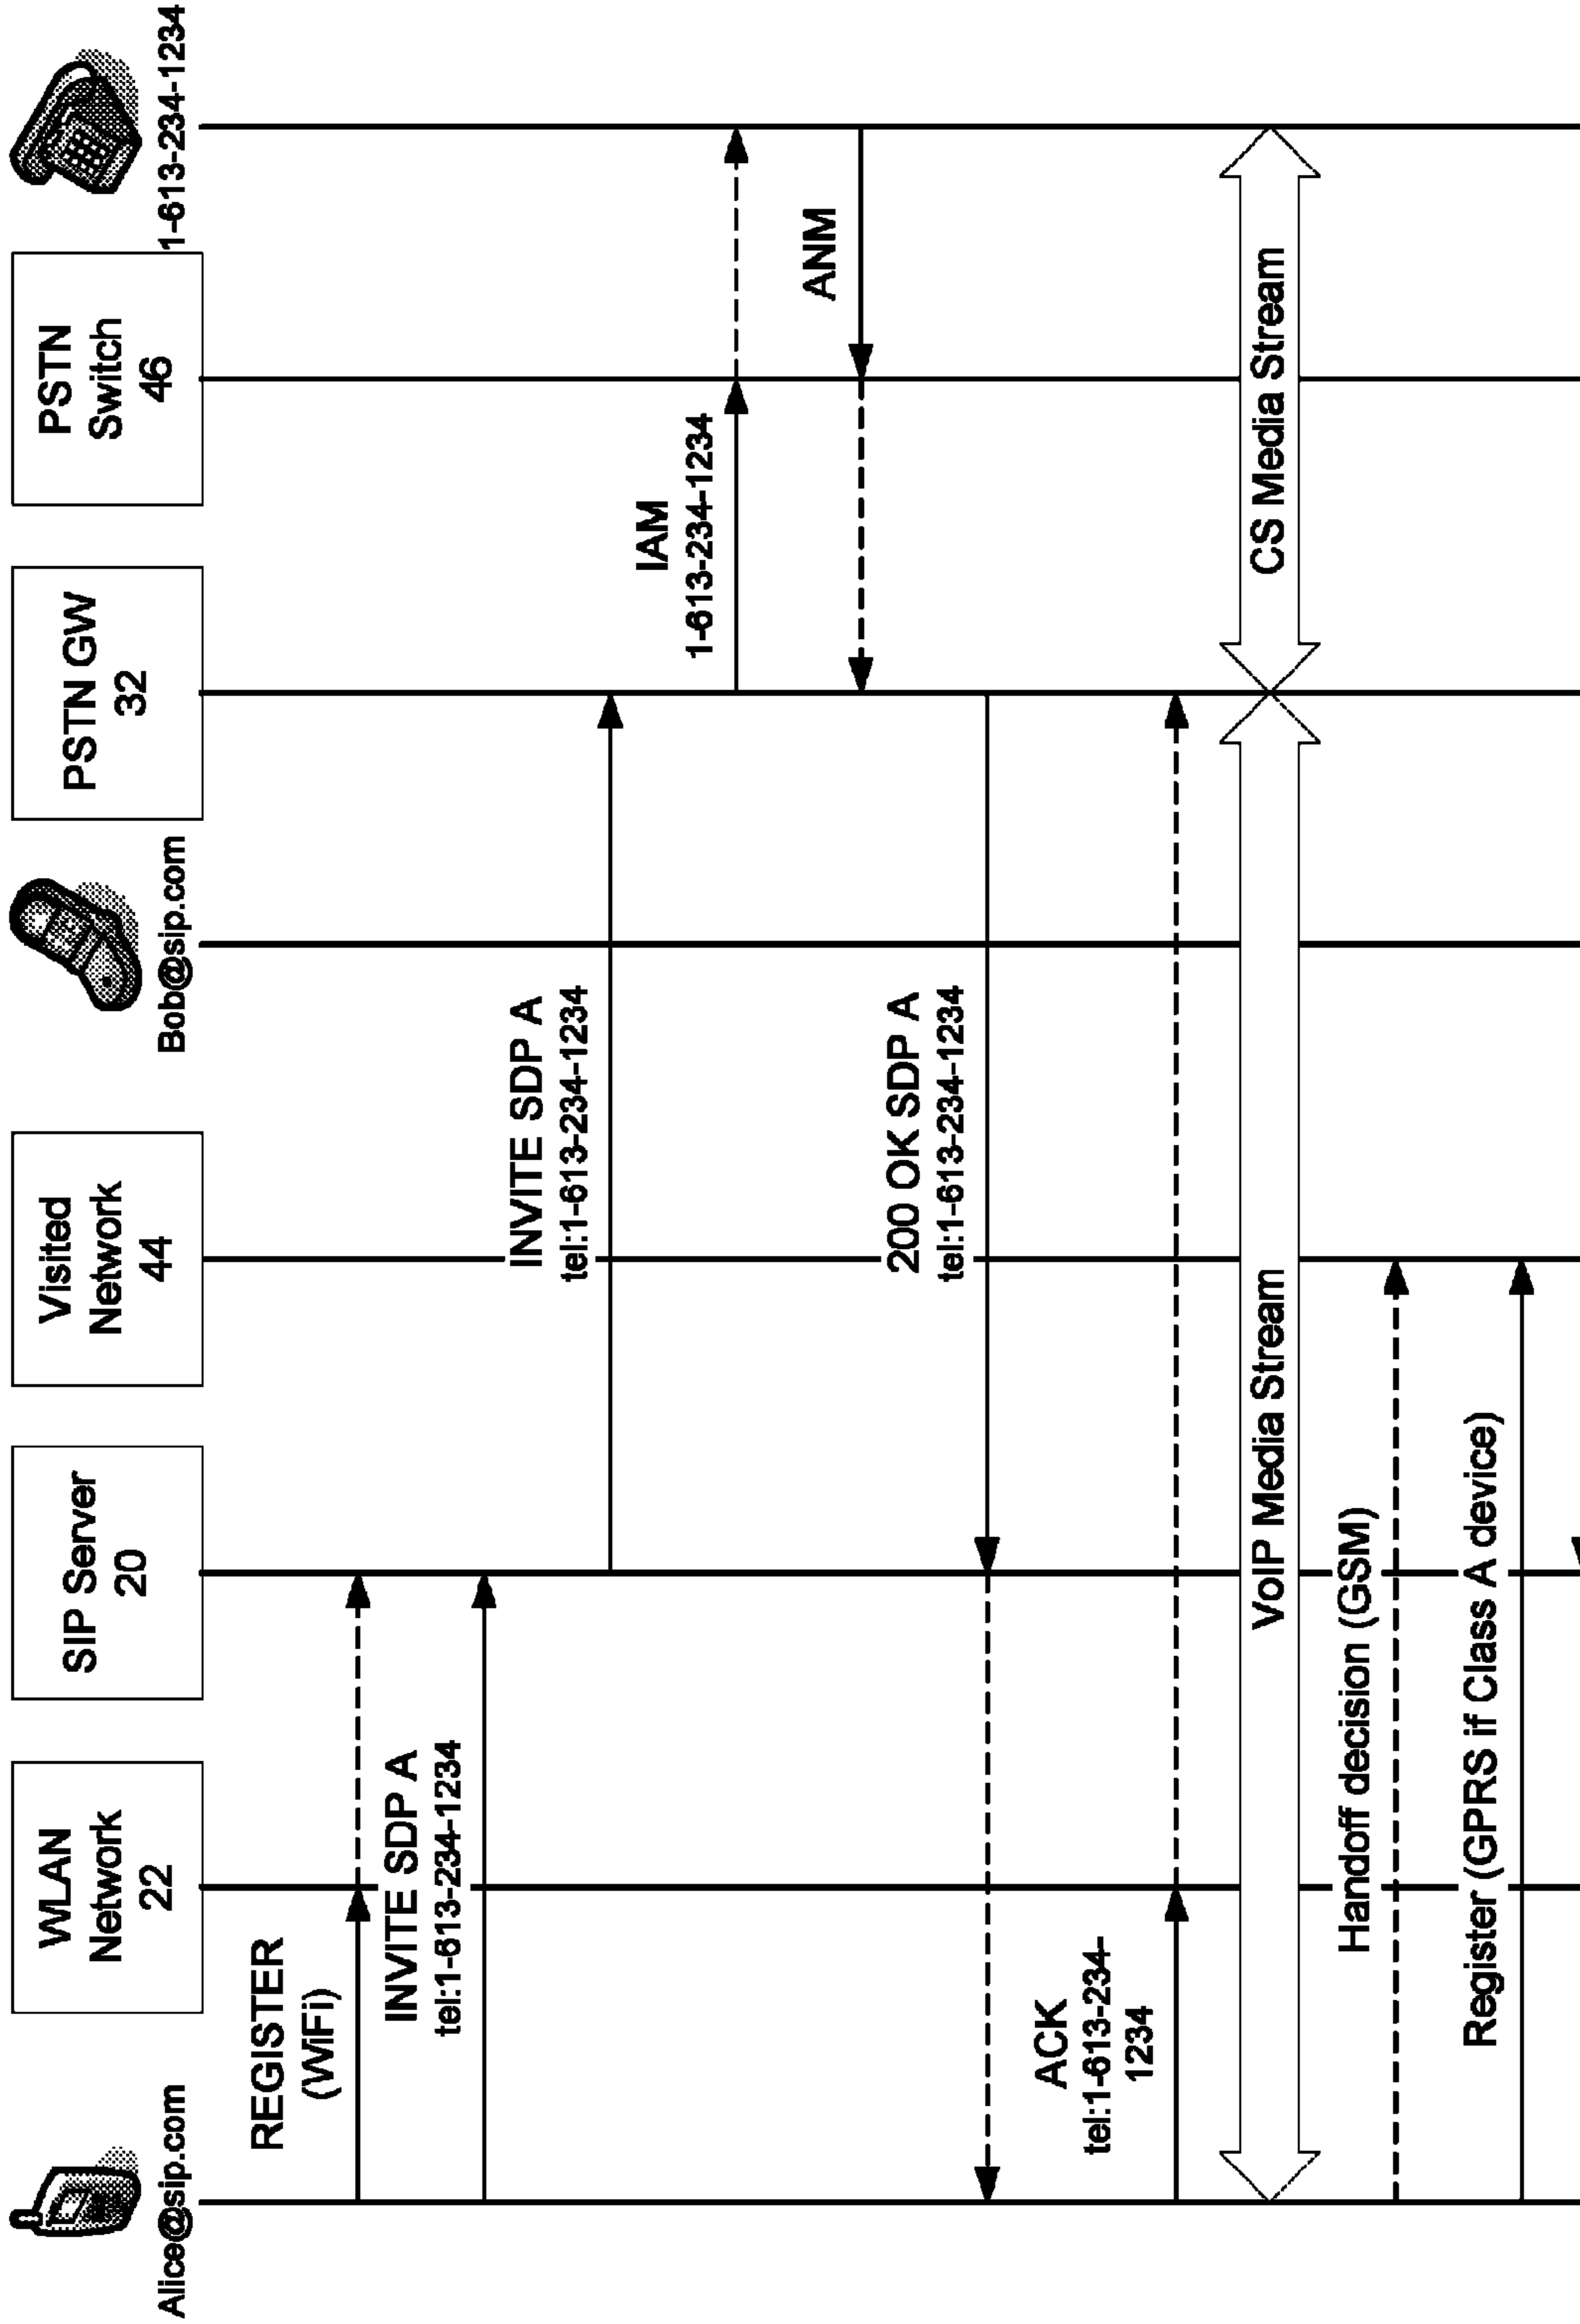 Alice@sip.com
WLAN
Network
22
SIP Server
20
Visited
Network
44
Bob@sip.com
PSTN GW
32
PSTN
Switch
46
1-613-234-1234
REGISTER
(WiFi)
INVITE SDP A
tel:1-613-234-1234
INVITE SDP A
tel:1-613-234-1234
IAM
1-613-234-1234
ANM
200 OK SDP A
tel:1-613-234-1234
ACK
tel:1-613-234-
1234
VoIP Media Stream
CS Media Stream
Handoff decision (GSM)
Register (GPRS if Class A device)